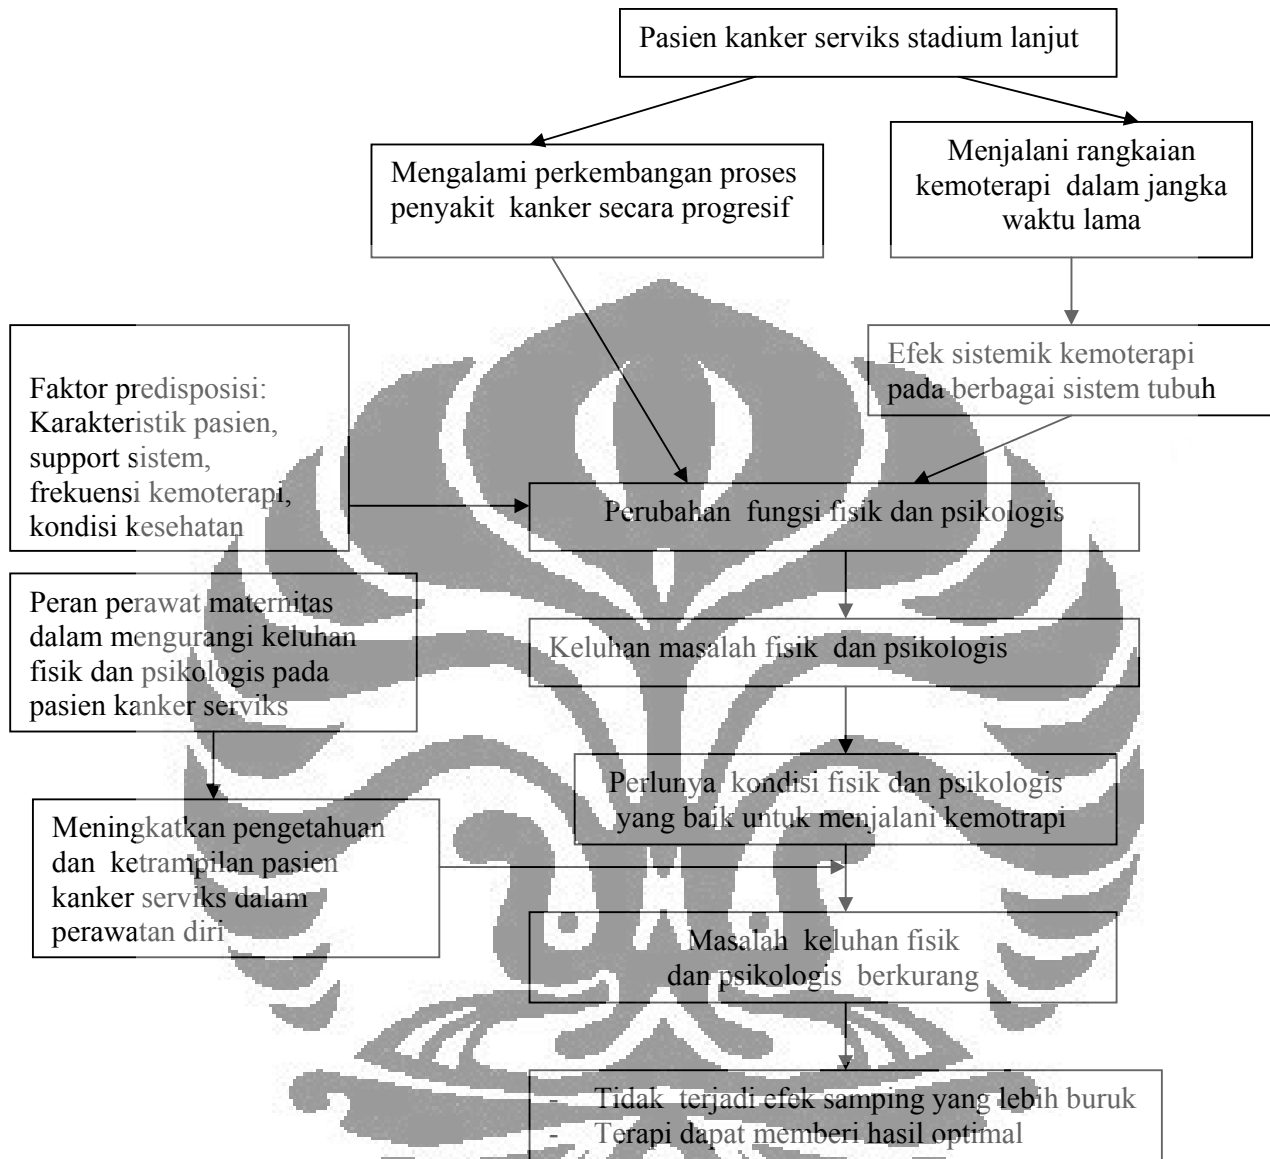 Pasien kanker serviks stadium lanjut
Mengalami perkembangan proses
penyakit kanker secara progresif
Menjalani rangkaian
kemoterapi dalam jangka
waktu lama
Efek sistemik kemoterapi
pada berbagai sistem tubuh
Faktor predisposisi:
Karakteristik pasien,
support sistem,
frekuensi kemoterapi,
kondisi kesehatan
Perubahan fungsi fisik dan psikologis
Peran perawat maternitas
dalam mengurangi keluhan
fisik dan psikologis pada
pasien kanker serviks
Keluhan masalah fisik dan psikologis
Perlunya kondisi fisik dan psikologis
yang baik untuk menjalani kemotrapi
Meningkatkan pengetahuan
dan ketrampilan pasien
kanker serviks dalam
perawatan diri
Masalah keluhan fisik
dan psikologis berkurang
- Tidak terjadi efek samping yang lebih buruk
- Terapi dapat memberi hasil optimal